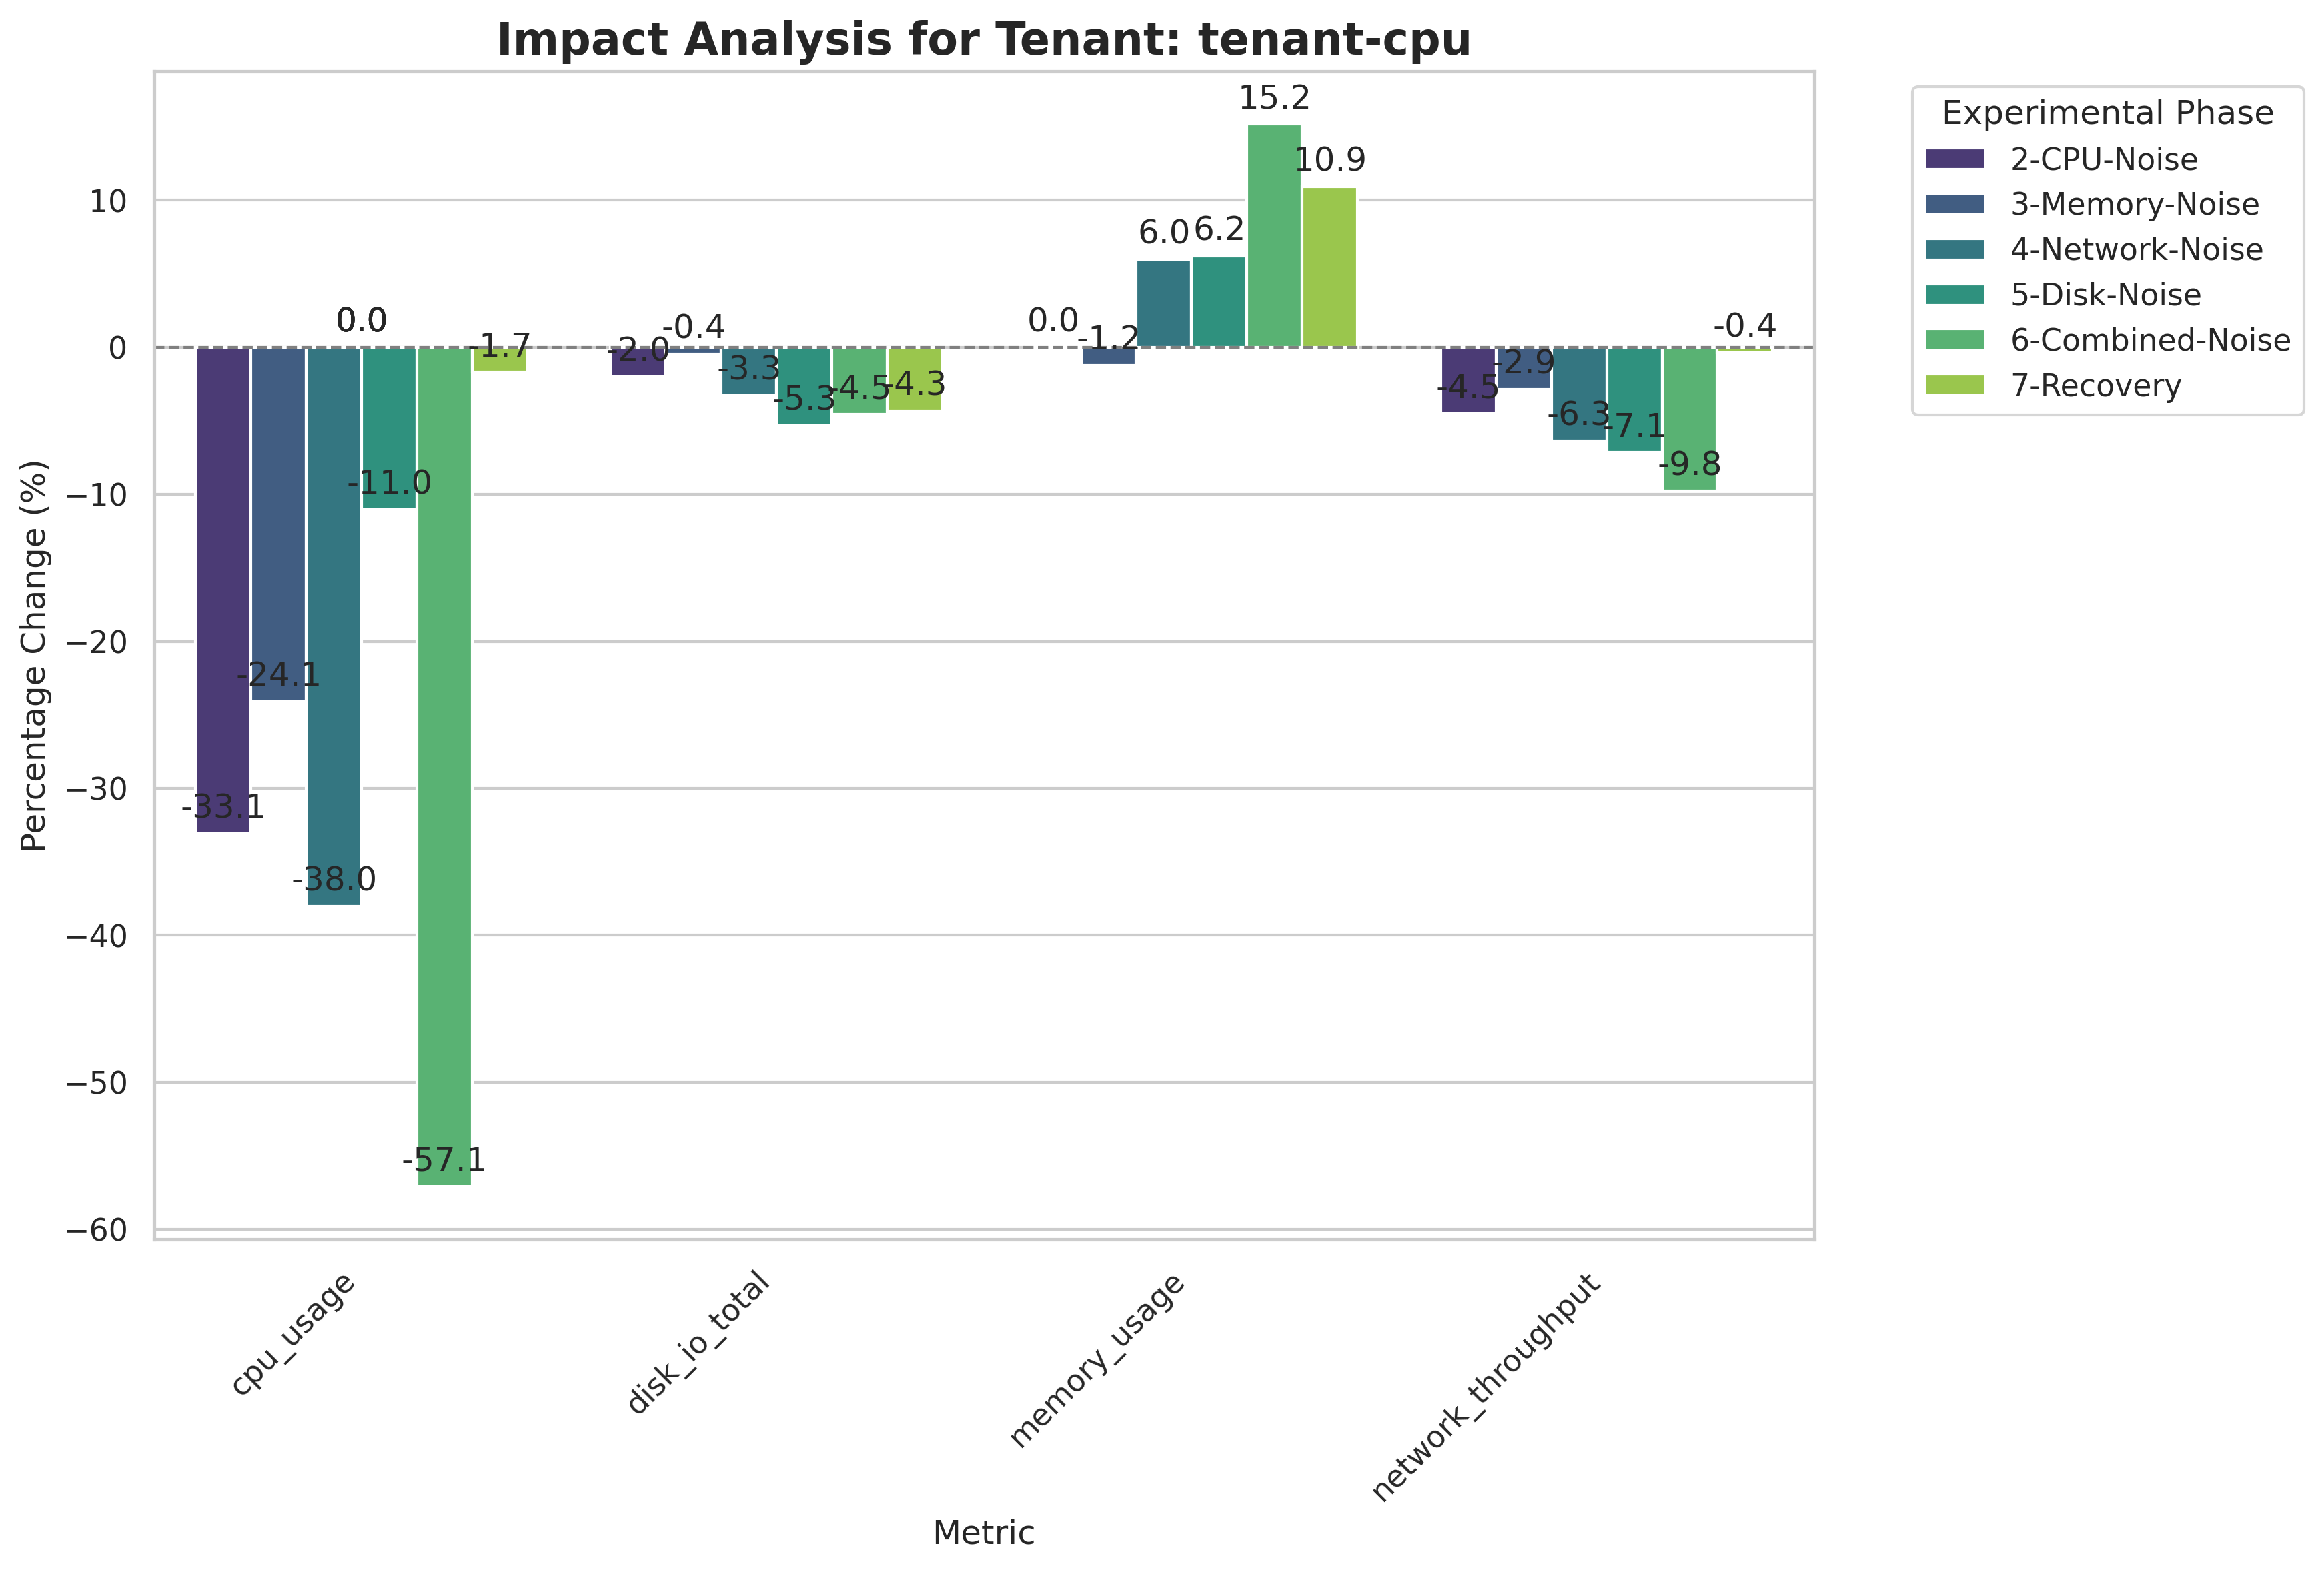 Impact Analysis for Tenant: tenant-cpu
Experimental Phase
2-CPU-Noise
3-Memory-Noise
4-Network-Noise
5-Disk-Noise
6-Combined-Noise
7-Recovery
Percentage Change (%)
10
0
−10
−20
−30
−40
−50
−60
-33.1
-24.1
-38.0
-11.0
-57.1
-1.7
0.0
-2.0
-0.4
-3.3
-5.3
-4.5
-4.3
0.0
-1.2
6.0
6.2
15.2
10.9
-4.5
-2.9
-6.3
-7.1
-9.8
-0.4
cpu_usage
disk_io_total
memory_usage
network_throughput
Metric